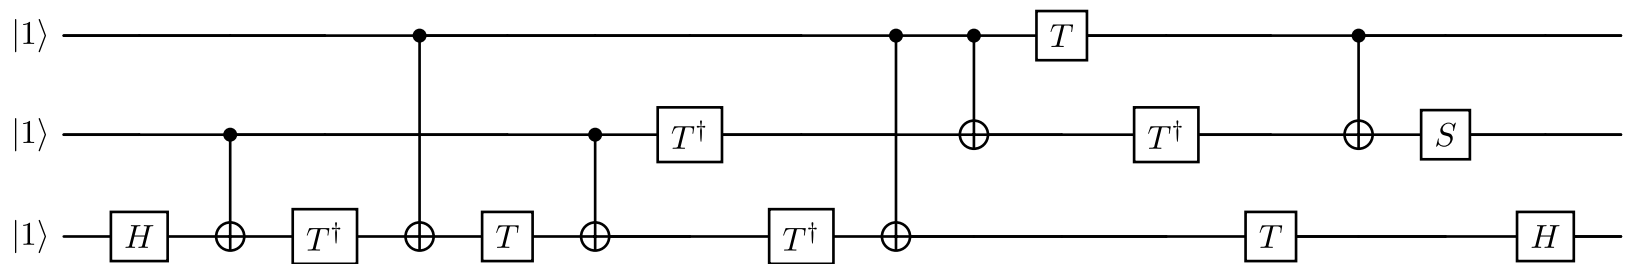 |1⟩ T
|1⟩ T† T† S
|1⟩ H T† T T† T H